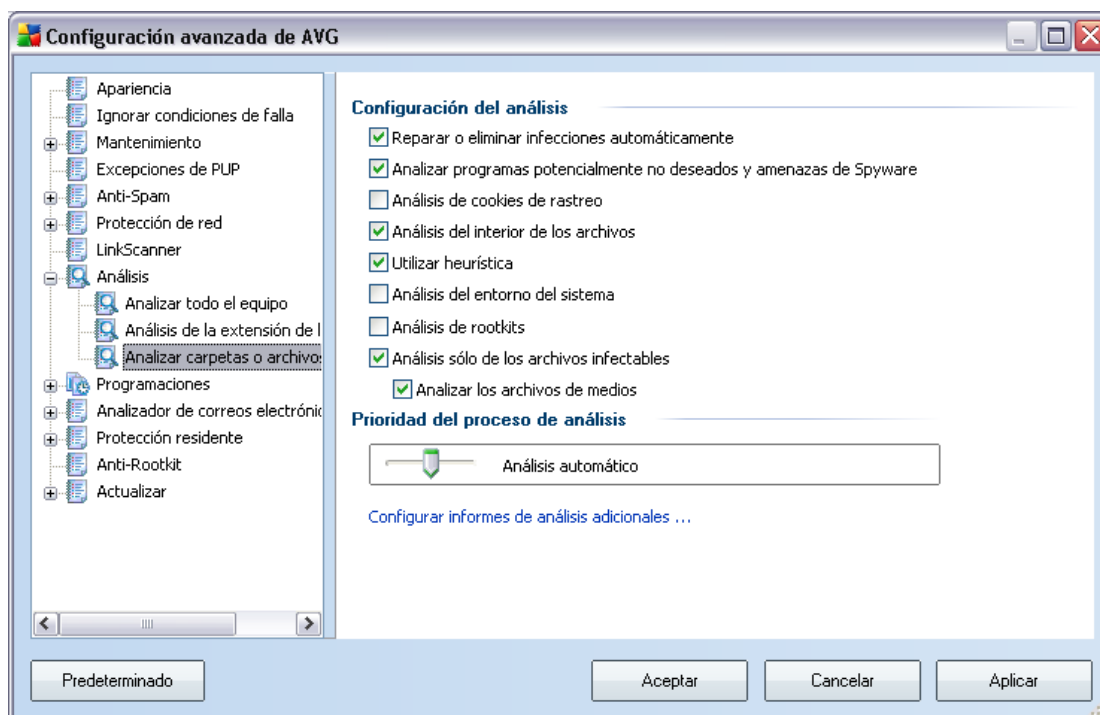 Configuración avanzada de AVG
Apariencia
Ignorar condiciones de falla
Mantenimiento
Excepciones de PUP
Anti-Spam
Protección de red
LinkScanner
Análisis
Analizar todo el equipo
Análisis de la extensión de l
Analizar carpetas o archivo
Programaciones
Analizador de correos electrónic
Protección residente
Anti-Rootkit
Actualizar
Configuración del análisis
Reparar o eliminar infecciones automáticamente
Analizar programas potencialmente no deseados y amenazas de Spyware
Análisis de cookies de rastreo
Análisis del interior de los archivos
Utilizar heurística
Análisis del entorno del sistema
Análisis de rootkits
Análisis sólo de los archivos infectables
Analizar los archivos de medios
Prioridad del proceso de análisis
Análisis automático
Configurar informes de análisis adicionales ...
Predeterminado
Aceptar
Cancelar
Aplicar